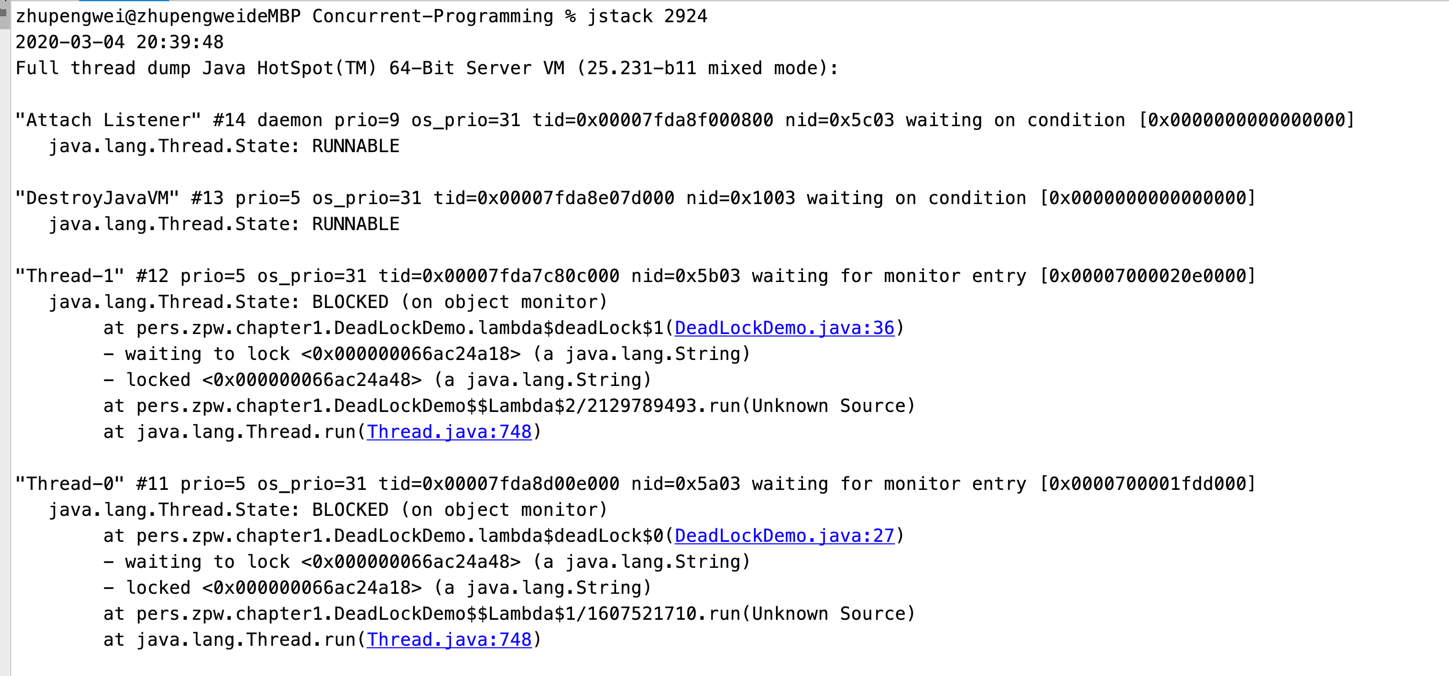 zhupengwei@zhupengweideMBP Concurrent-Programming % jstack 2924
2020-03-04 20:39:48
Full thread dump Java HotSpot(TM) 64-Bit Server VM (25.231-b11 mixed mode):
"Attach Listener" #14 daemon prio=9 os_prio=31 tid=0x00007fda8f000800 nid=0x5c03 waiting on condition [0x0000000000000000]
java.lang.Thread.State: RUNNABLE
"DestroyJavaVM" #13 prio=5 os_prio=31 tid=0x00007fda8e07d000 nid=0x1003 waiting on condition [0x0000000000000000]
java.lang.Thread.State: RUNNABLE
"Thread-1" #12 prio=5 os_prio=31 tid=0x00007fda7c80c000 nid=0x5b03 waiting for monitor entry [0x00007000020e0000]
java.lang.Thread.State: BLOCKED (on object monitor)
at pers.zpw.chapter1.DeadLockDemo.lambda$deadLock$1(DeadLockDemo.java:36)
- waiting to lock <0x000000066ac24a18> (a java.lang.String)
- locked <0x000000066ac24a48> (a java.lang.String)
at pers.zpw.chapter1.DeadLockDemo$$Lambda$2/2129789493.run(Unknown Source)
at java.lang.Thread.run(Thread.java:748)
"Thread-0" #11 prio=5 os_prio=31 tid=0x00007fda8d00e000 nid=0x5a03 waiting for monitor entry [0x0000700001fdd000]
java.lang.Thread.State: BLOCKED (on object monitor)
at pers.zpw.chapter1.DeadLockDemo.lambda$deadLock$0(DeadLockDemo.java:27)
- waiting to lock <0x000000066ac24a48> (a java.lang.String)
- locked <0x000000066ac24a18> (a java.lang.String)
at pers.zpw.chapter1.DeadLockDemo$$Lambda$1/1607521710.run(Unknown Source)
at java.lang.Thread.run(Thread.java:748)